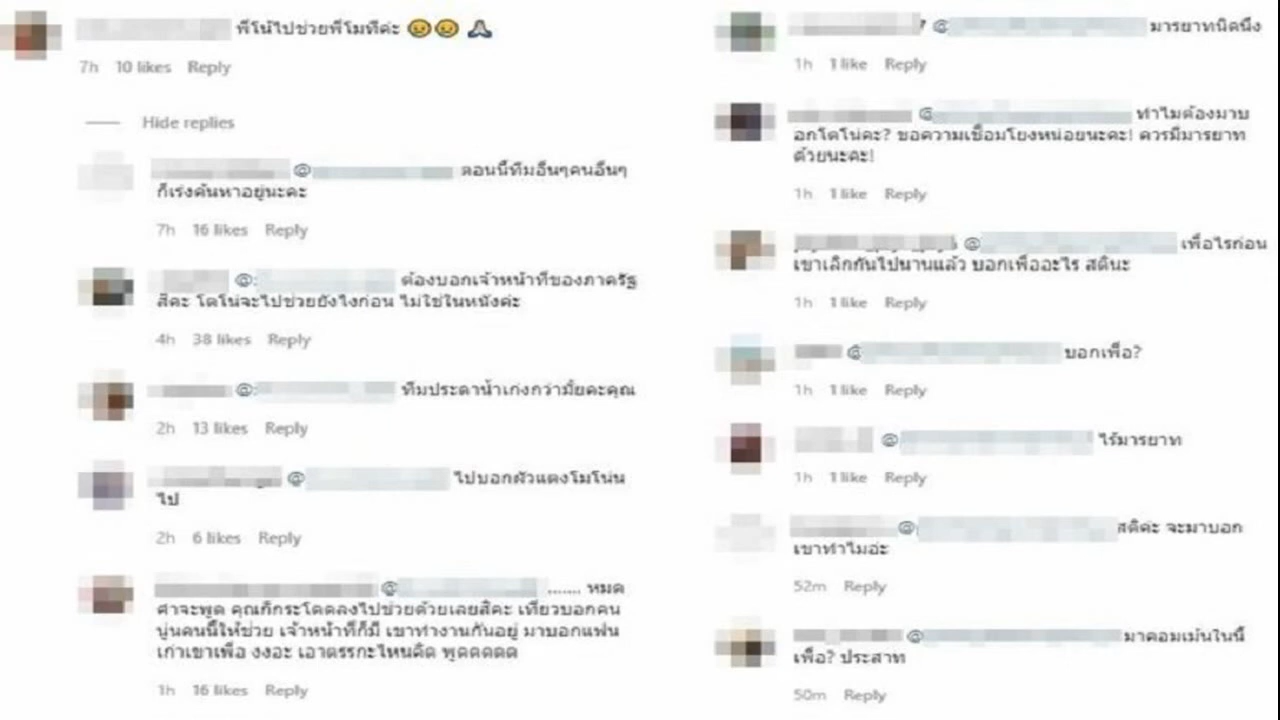 พี่โน้ไปช่วยพี่โมทีค่ะ
7h 10 likes Reply
Hide replies
@ ตอนนี้ทีมอื่นๆคนอื่นๆ
ก็เร่งค้นหาอยู่นะคะ
7h 16 likes Reply
@ ต้องบอกเจ้าหน้าที่ของภาครัฐ
สิคะ โตโน่จะไปช่วยยังไงก่อน ไม่ใช่ในหนังค่ะ
4h 38 likes Reply
@ ทีมประดาน้ำเก่งกว่ามั้ยคะคุณ
2h 13 likes Reply
@ ไปบอกผัวแตงโมโน่น
ไป
2h 6 likes Reply
@ ....... หมด
คำจะพูด คุณก็กระโดดลงไปช่วยด้วยเลยสิคะ เที่ยวบอกคน
นู่นคนนี้ให้ช่วย เจ้าหน้าที่ก็มี เขาทำงานกันอยู่ มาบอกแฟน
เก่าเขาเพื่อ งงอะ เอาตรรกะไหนคิด พูดดดดด
1h 16 likes Reply
@ มารยาทนิดนึง
1h 1 like Reply
@ ทำไมต้องมาบ
อกโตโน่คะ? ขอความเชื่อมโยงหน่อยนะคะ! ควรมีมารยาท
ด้วยนะคะ!
1h 1 like Reply
@ เพื่อไรก่อน
เขาเลิกกันไปนานแล้ว บอกเพื่ออะไร สตินะ
1h 1 like Reply
@ บอกเพื่อ?
1h 1 like Reply
@ ไร้มารยาท
1h 1 like Reply
@ สติค่ะ จะมาบอก
เขาทำไมอ่ะ
52m Reply
@ มาคอมเม้นในนี้
เพื่อ? ประสาท
50m Reply